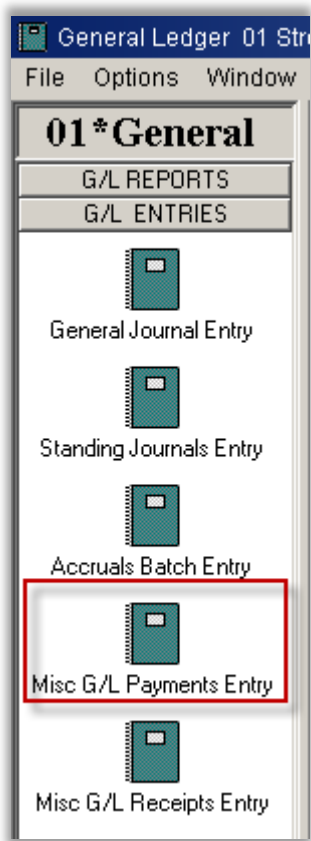 General Ledger 01
File Options Window
01*General
G/L REPORTS
G/L ENTRIES
General Journal Entry
Standing Journals Entry
Accruals Batch Entry
Misc G/L Payments Entry
Misc G/L Receipts Entry